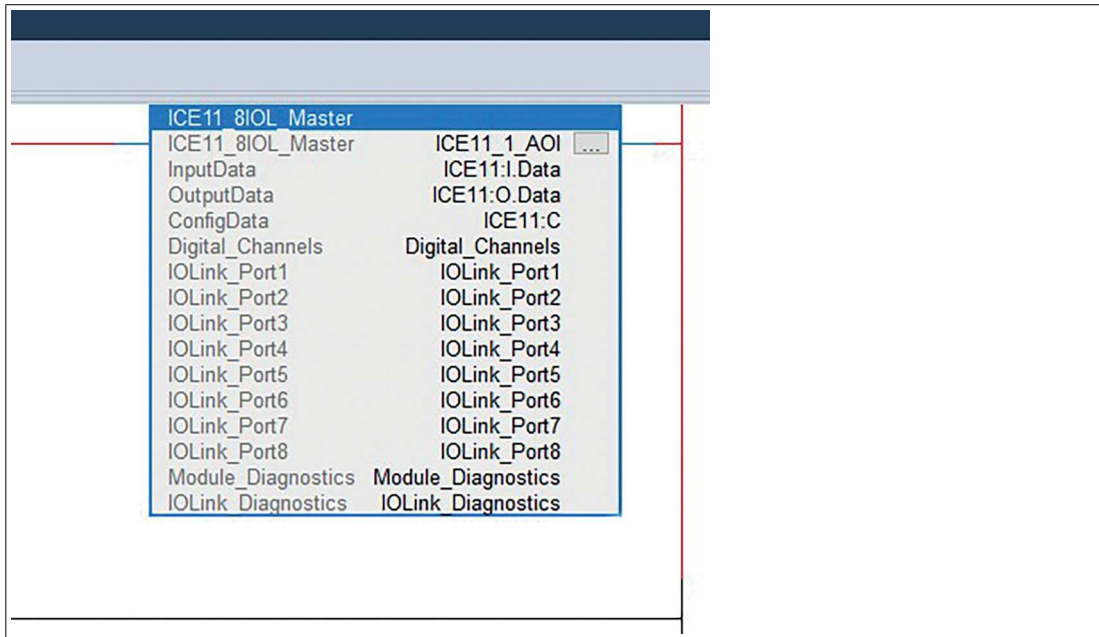 ICE11_8IOL_Master
ICE11_8IOL_Master ICE11_1_AOI ...
InputData ICE11:I.Data
OutputData ICE11:O.Data
ConfigData ICE11:C
Digital_Channels Digital_Channels
IOLink_Port1 IOLink_Port1
IOLink_Port2 IOLink_Port2
IOLink_Port3 IOLink_Port3
IOLink_Port4 IOLink_Port4
IOLink_Port5 IOLink_Port5
IOLink_Port6 IOLink_Port6
IOLink_Port7 IOLink_Port7
IOLink_Port8 IOLink_Port8
Module_Diagnostics Module_Diagnostics
IOLink_Diagnostics IOLink_Diagnostics